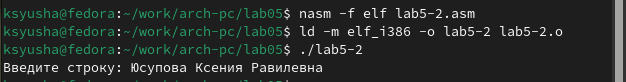 ksyusha@fedora:~/work/arch-pc/lab05$ nasm -f elf lab5-2.asm
ksyusha@fedora:~/work/arch-pc/lab05$ ld -m elf_i386 -o lab5-2 lab5-2.o
ksyusha@fedora:~/work/arch-pc/lab05$ ./lab5-2
Введите строку: Юсупова Ксения Равилевна